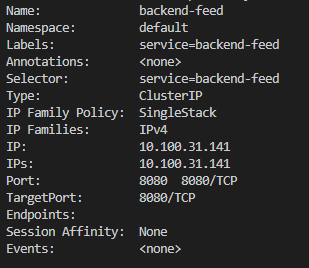 Name: backend-feed
Namespace: default
Labels: service=backend-feed
Annotations: <none>
Selector: service=backend-feed
Type: ClusterIP
IP Family Policy: SingleStack
IP Families: IPv4
IP: 10.100.31.141
IPs: 10.100.31.141
Port: 8080 8080/TCP
TargetPort: 8080/TCP
Endpoints:
Session Affinity: None
Events: <none>